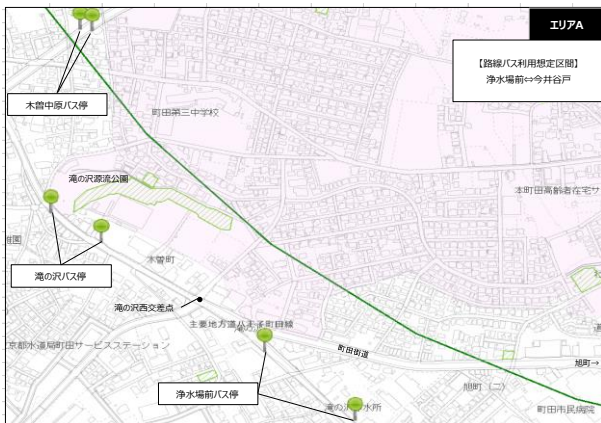 エリアA
【路線バス利用想定区間】
浄水場前⇔今井谷戸
木曽中原バス停
町田第三中学校
滝の沢源流公園
本町田高齢者在宅サ
滝の沢バス停
木曽町
滝の沢西交差点
主要地方道八王子町田線
町田街道
京都水道局町田サービスステーション
旭町→
浄水場前バス停
旭町（二）
町田市民病院